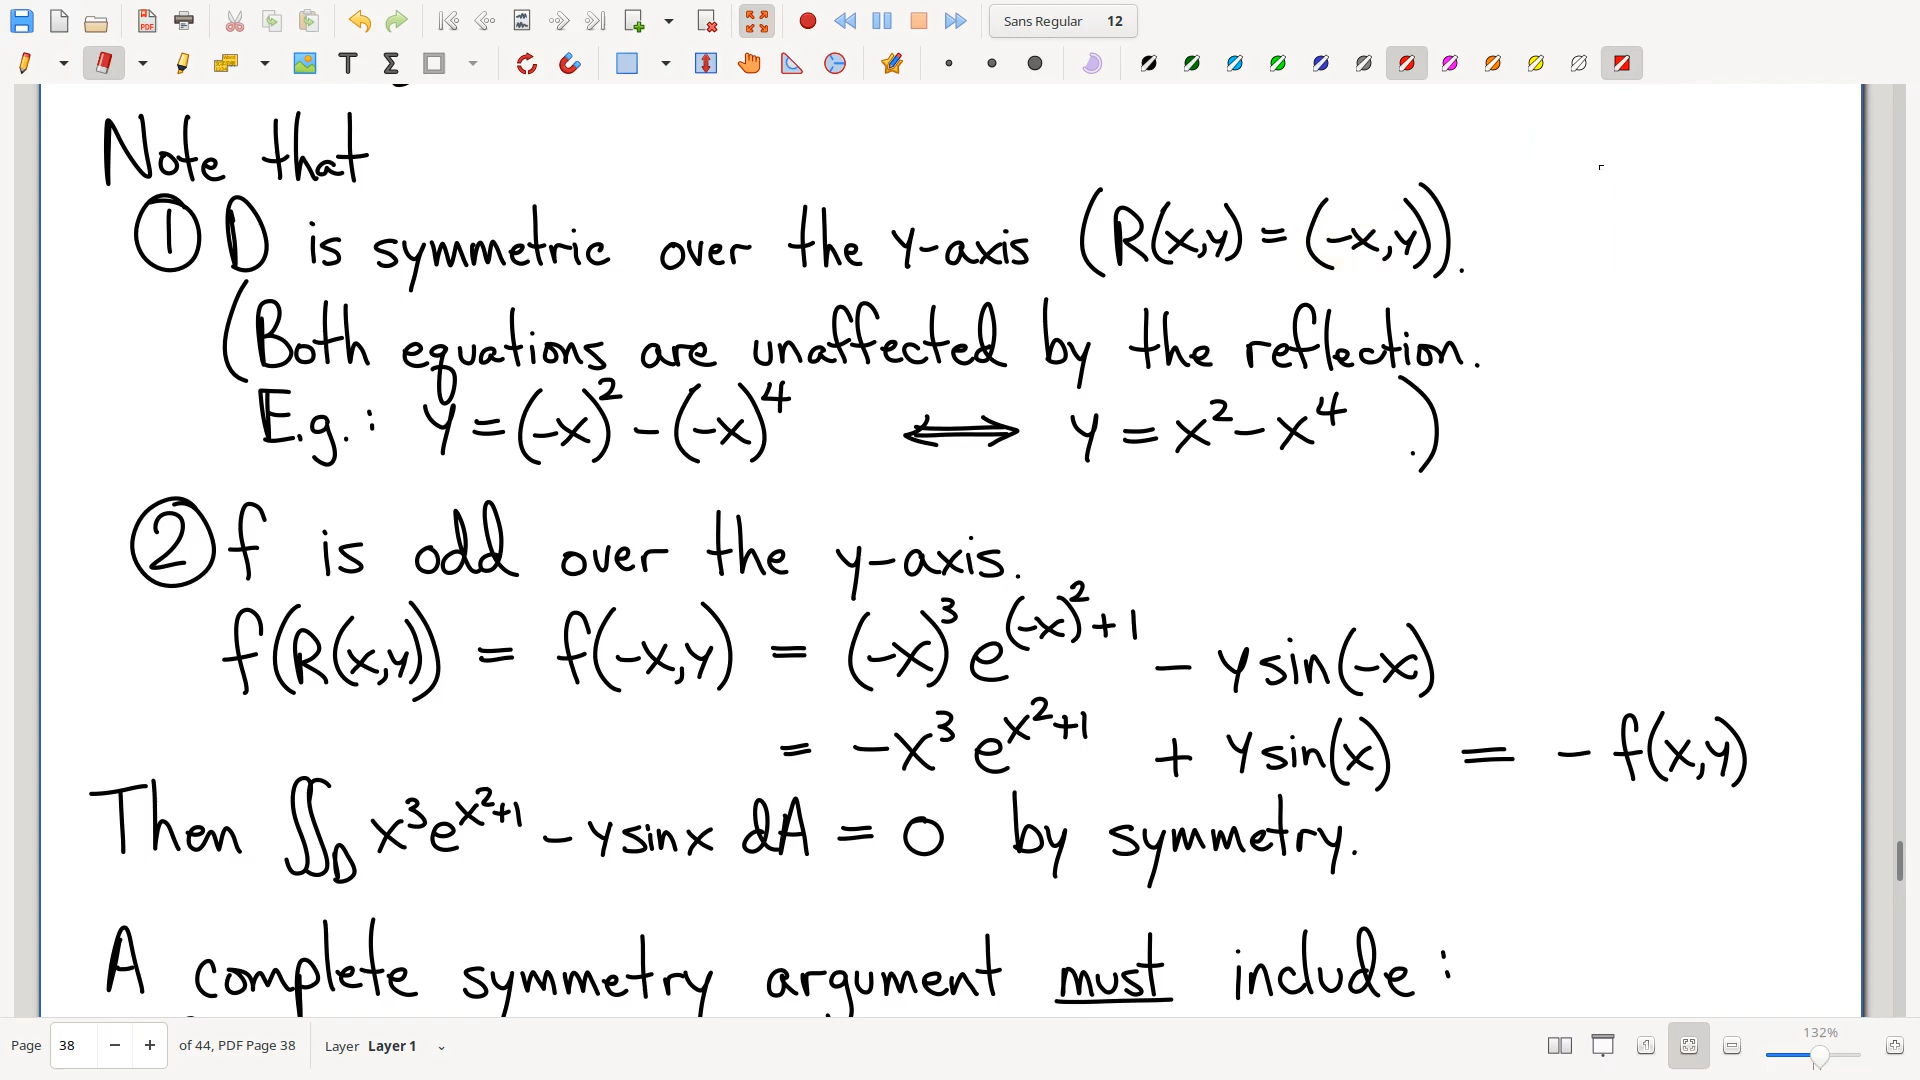 Sans Regular 12
Note that
① D is symmetric over the y-axis (R(x,y) = (-x,y)).
(Both equations are unaffected by the reflection.
E.g.: y = (-x)² - (-x)⁴ ⟺ y = x² - x⁴ .)
② f is odd over the y-axis.
f(R(x,y)) = f(-x,y) = (-x)³ e^((-x)²+1) - y sin(-x)
= -x³ e^(x²+1) + y sin(x) = - f(x,y)
Then ∬_D x³e^(x²+1) - y sin x dA = 0 by symmetry.
A complete symmetry argument must include :
Page 38 of 44, PDF Page 38 Layer Layer 1 132%